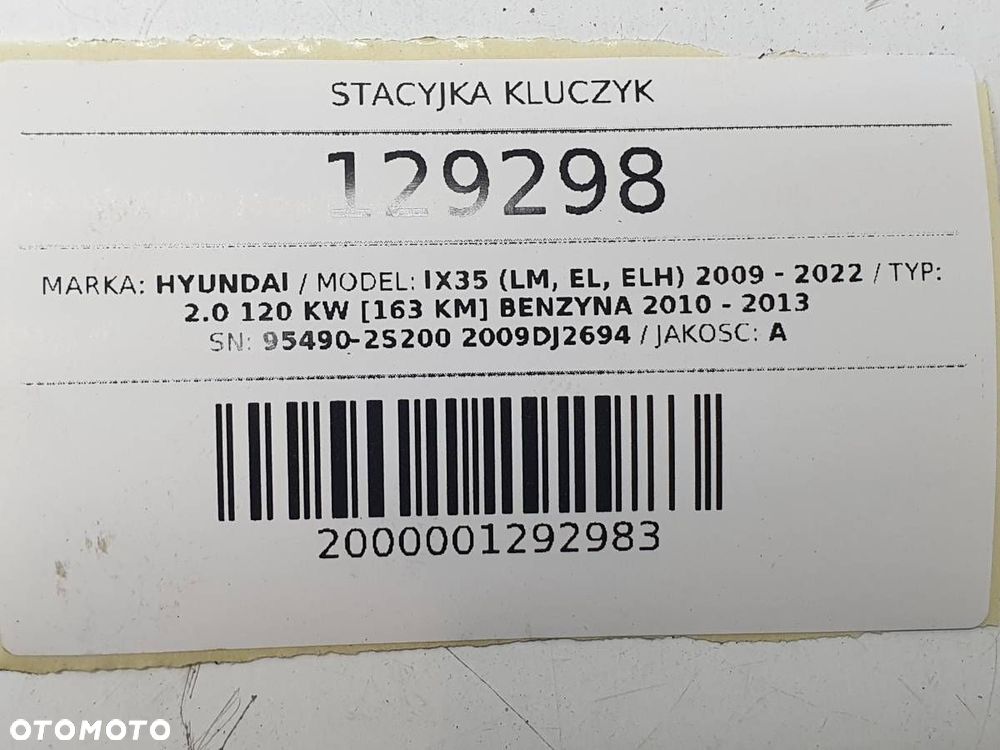 STACYJKA KLUCZYK
129298
MARKA: HYUNDAI / MODEL: IX35 (LM, EL, ELH) 2009 - 2022 / TYP:
2.0 120 KW [163 KM] BENZYNA 2010 - 2013
SN: 95490-2S200 2009DJ2694 / JAKOSC: A
2000001292983
OTOMOTO